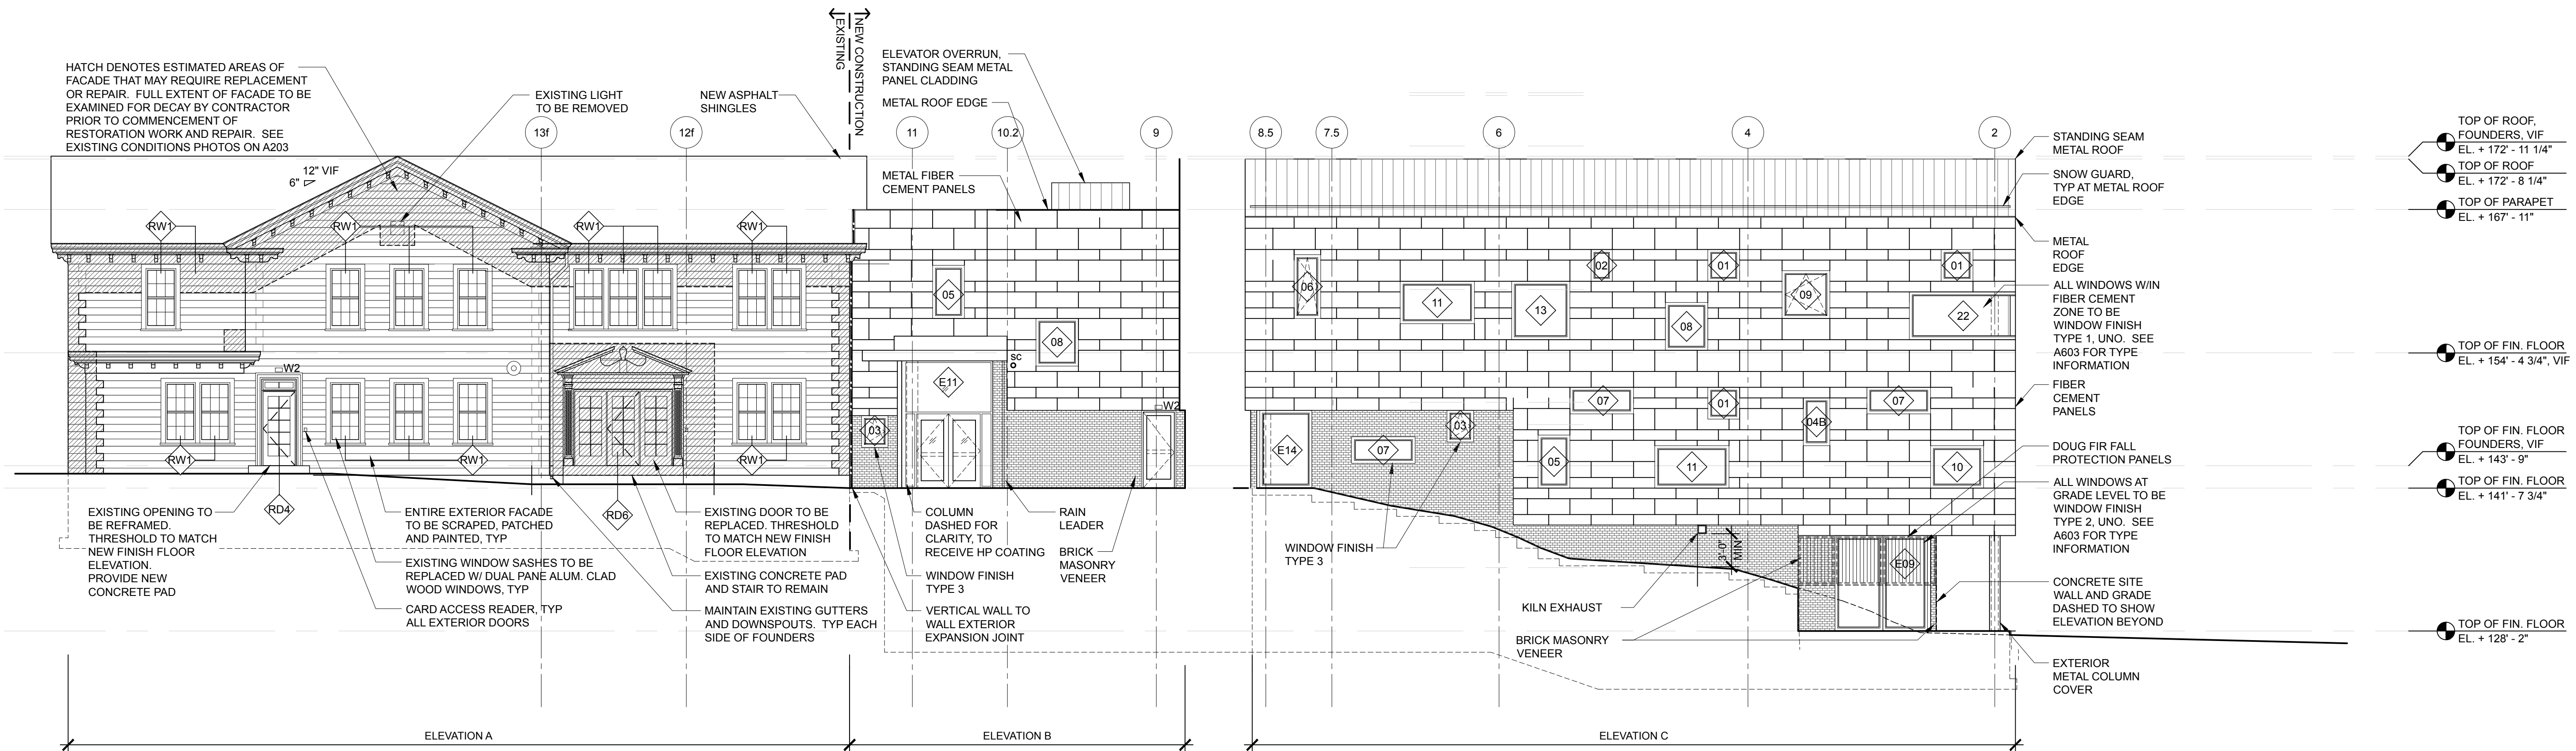 EXISTING
NEW CONSTRUCTION
HATCH DENOTES ESTIMATED AREAS OF
FACADE THAT MAY REQUIRE REPLACEMENT
OR REPAIR.  FULL EXTENT OF FACADE TO BE
EXAMINED FOR DECAY BY CONTRACTOR
PRIOR TO COMMENCEMENT OF
RESTORATION WORK AND REPAIR.  SEE
EXISTING CONDITIONS PHOTOS ON A203
12" VIF
6"
EXISTING LIGHT
TO BE REMOVED
NEW ASPHALT
SHINGLES
ELEVATOR OVERRUN,
STANDING SEAM METAL
PANEL CLADDING
METAL ROOF EDGE
METAL FIBER
CEMENT PANELS
13f
12f
11
10.2
9
8.5
7.5
6
4
2
STANDING SEAM
METAL ROOF
SNOW GUARD,
TYP AT METAL ROOF
EDGE
METAL
ROOF
EDGE
ALL WINDOWS W/IN
FIBER CEMENT
ZONE TO BE
WINDOW FINISH
TYPE 1, UNO.  SEE
A603 FOR TYPE
INFORMATION
FIBER
CEMENT
PANELS
DOUG FIR FALL
PROTECTION PANELS
ALL WINDOWS AT
GRADE LEVEL TO BE
WINDOW FINISH
TYPE 2, UNO.  SEE
A603 FOR TYPE
INFORMATION
CONCRETE SITE
WALL AND GRADE
DASHED TO SHOW
ELEVATION BEYOND
EXTERIOR
METAL COLUMN
COVER
TOP OF ROOF,
FOUNDERS, VIF
EL. + 172' - 11 1/4"
TOP OF ROOF
EL. + 172' - 8 1/4"
TOP OF PARAPET
EL. + 167' - 11"
TOP OF FIN. FLOOR
EL. + 154' - 4 3/4", VIF
TOP OF FIN. FLOOR
FOUNDERS, VIF
EL. + 143' - 9"
TOP OF FIN. FLOOR
EL. + 141' - 7 3/4"
TOP OF FIN. FLOOR
EL. + 128' - 2"
RW1
RW1
RW1
RW1
W2
RW1
RW1
RW1
RD4
RD6
05
08
SC
E11
W2
03
06
02
01
09
01
11
13
08
22
07
01
04B
07
E14
07
03
05
11
10
E09
3'-0"
MIN
EXISTING OPENING TO
BE REFRAMED.
THRESHOLD TO MATCH
NEW FINISH FLOOR
ELEVATION.
PROVIDE NEW
CONCRETE PAD
ENTIRE EXTERIOR FACADE
TO BE SCRAPED, PATCHED
AND PAINTED, TYP
EXISTING WINDOW SASHES TO BE
REPLACED W/ DUAL PANE ALUM. CLAD
WOOD WINDOWS, TYP
CARD ACCESS READER, TYP
ALL EXTERIOR DOORS
EXISTING DOOR TO BE
REPLACED. THRESHOLD
TO MATCH NEW FINISH
FLOOR ELEVATION
EXISTING CONCRETE PAD
AND STAIR TO REMAIN
MAINTAIN EXISTING GUTTERS
AND DOWNSPOUTS.  TYP EACH
SIDE OF FOUNDERS
COLUMN
DASHED FOR
CLARITY, TO
RECEIVE HP COATING
WINDOW FINISH
TYPE 3
VERTICAL WALL TO
WALL EXTERIOR
EXPANSION JOINT
RAIN
LEADER
BRICK
MASONRY
VENEER
WINDOW FINISH
TYPE 3
KILN EXHAUST
BRICK MASONRY
VENEER
ELEVATION A
ELEVATION B
ELEVATION C